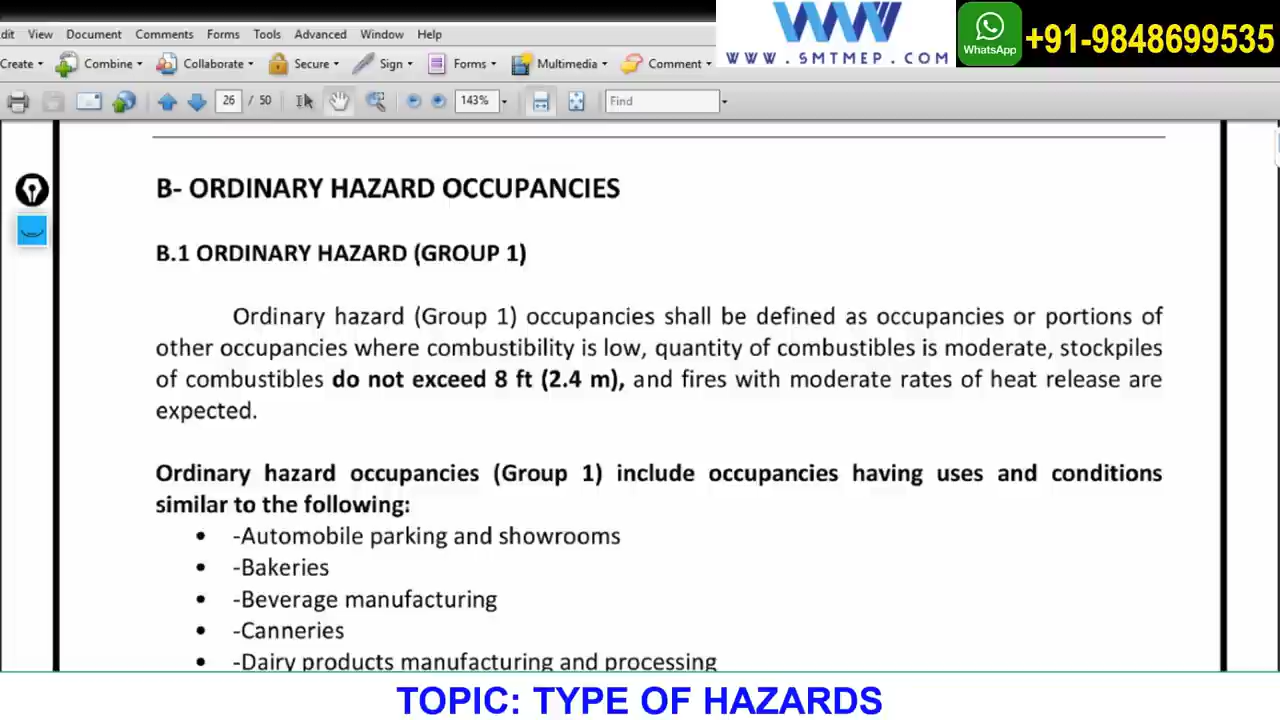 dit View Document Comments Forms Tools Advanced Window Help
WWW.SMTMEP.COM
WhatsApp
+91-9848699535
Create Combine Collaborate Secure Sign Forms Multimedia Comment
26 / 50 143% Find
B- ORDINARY HAZARD OCCUPANCIES
B.1 ORDINARY HAZARD (GROUP 1)
Ordinary hazard (Group 1) occupancies shall be defined as occupancies or portions of
other occupancies where combustibility is low, quantity of combustibles is moderate, stockpiles
of combustibles do not exceed 8 ft (2.4 m), and fires with moderate rates of heat release are
expected.
Ordinary hazard occupancies (Group 1) include occupancies having uses and conditions
similar to the following:
• -Automobile parking and showrooms
• -Bakeries
• -Beverage manufacturing
• -Canneries
• -Dairy products manufacturing and processing
TOPIC: TYPE OF HAZARDS